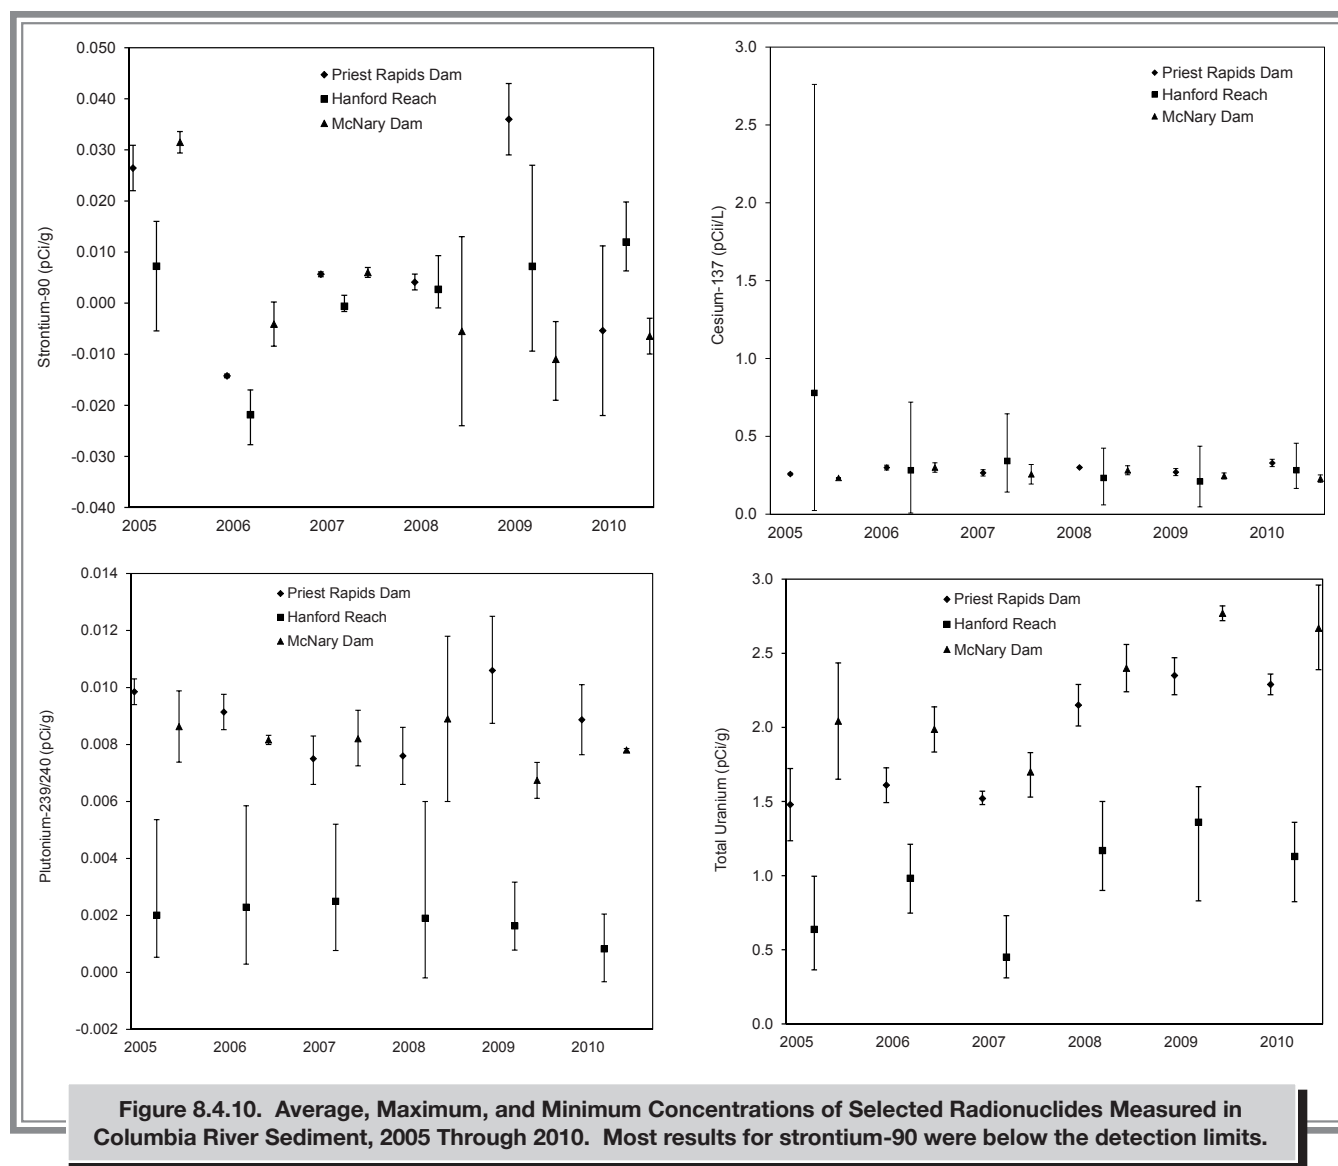 0.050
0.040
0.030
0.020
0.010
0.000
-0.010
-0.020
-0.030
-0.040
Strontium-90 (pCi/g)
Priest Rapids Dam
Hanford Reach
McNary Dam
2005 2006 2007 2008 2009 2010
3.0
2.5
2.0
1.5
1.0
0.5
0.0
Cesium-137 (pCii/L)
Priest Rapids Dam
Hanford Reach
McNary Dam
2005 2006 2007 2008 2009 2010
0.014
0.012
0.010
0.008
0.006
0.004
0.002
0.000
-0.002
Plutonium-239/240 (pCi/g)
Priest Rapids Dam
Hanford Reach
McNary Dam
2005 2006 2007 2008 2009 2010
3.0
2.5
2.0
1.5
1.0
0.5
0.0
Total Uranium (pCi/g)
Priest Rapids Dam
Hanford Reach
McNary Dam
2005 2006 2007 2008 2009 2010
Figure 8.4.10. Average, Maximum, and Minimum Concentrations of Selected Radionuclides Measured in
Columbia River Sediment, 2005 Through 2010. Most results for strontium-90 were below the detection limits.